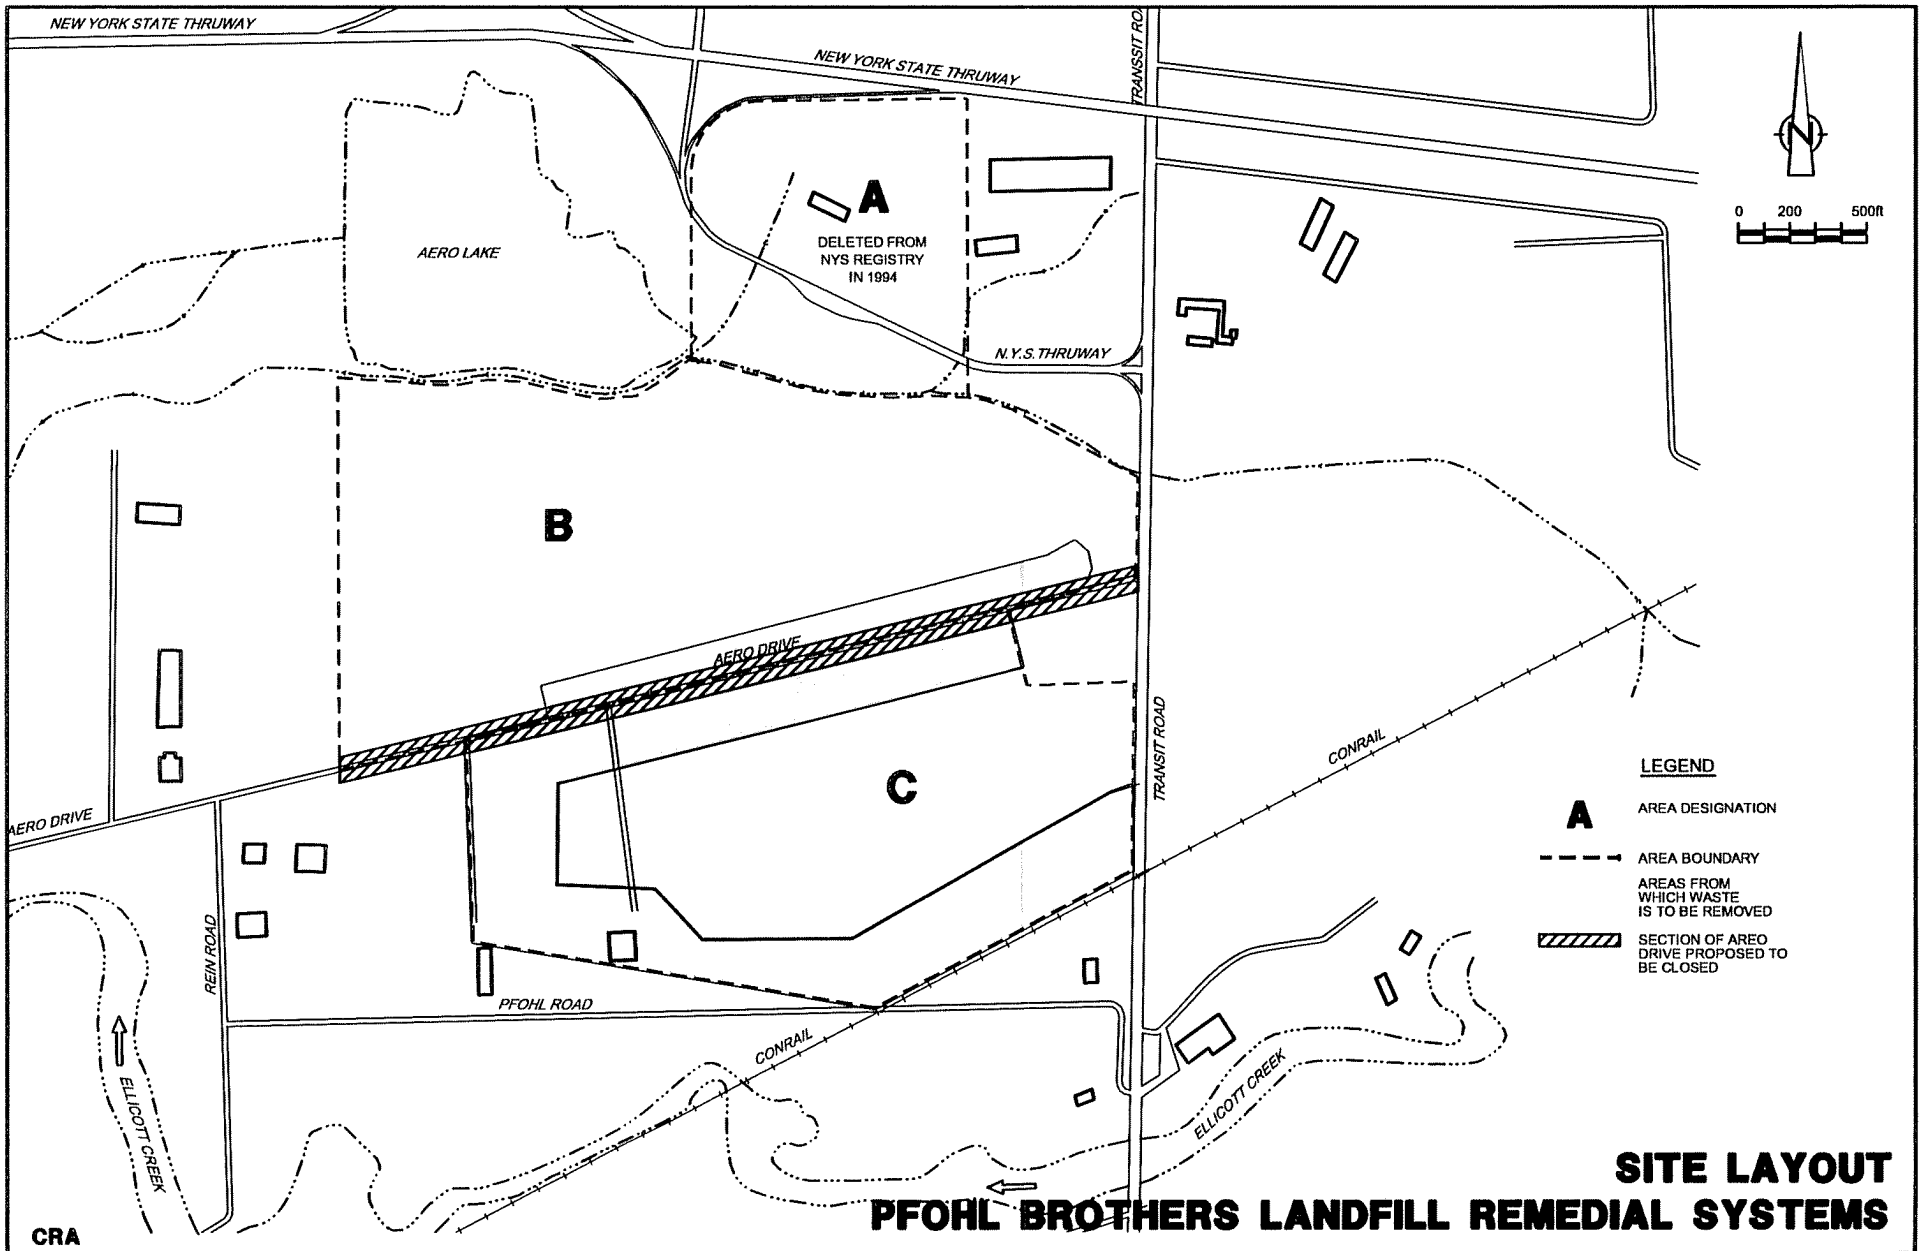 NEW YORK STATE THRUWAY
NEW YORK STATE THRUWAY
TRANSSIT
N
0 200 500ft
A
DELETED FROM
NYS REGISTRY
IN 1994
AERO LAKE
N.Y.S. THRUWAY
B
AERO DRIVE
C
TRANSIT ROAD
CONRAIL
AERO DRIVE
REIN ROAD
PFOHL ROAD
CONRAIL
ELLICOTT CREEK
ELLICOTT CREEK
LEGEND
A
AREA DESIGNATION
AREA BOUNDARY
AREAS FROM
WHICH WASTE
IS TO BE REMOVED
SECTION OF AREO
DRIVE PROPOSED TO
BE CLOSED
SITE LAYOUT
PFOHL BROTHERS LANDFILL REMEDIAL SYSTEMS
CRA